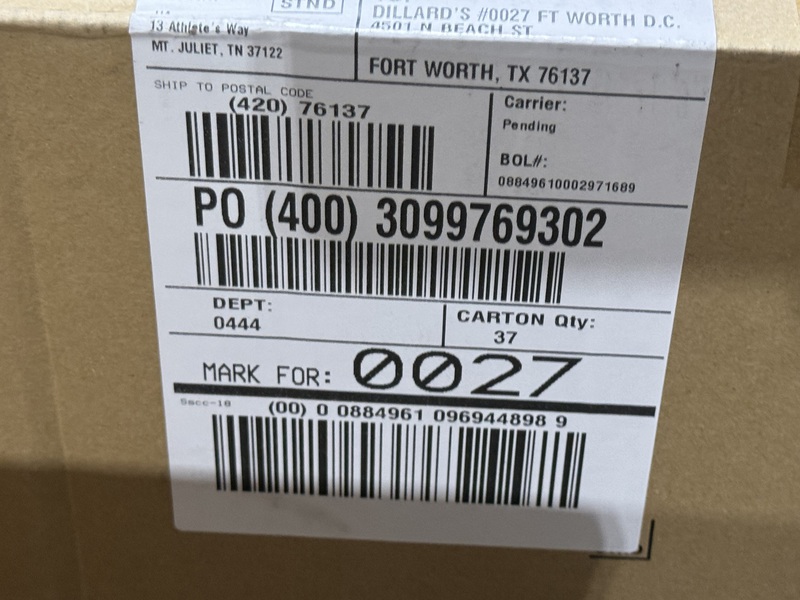 STND
DILLARD'S #0027 FT WORTH D.C.
13 Athlete's Way
4501 N BEACH ST
MT. JULIET, TN 37122
FORT WORTH, TX 76137
SHIP TO POSTAL CODE
(420) 76137
Carrier:
Pending
BOL#:
08849610002971689
PO (400) 3099769302
DEPT:
0444
CARTON Qty:
37
MARK FOR: 0027
Sscc-18
(00) 0 0884961 096944898 9